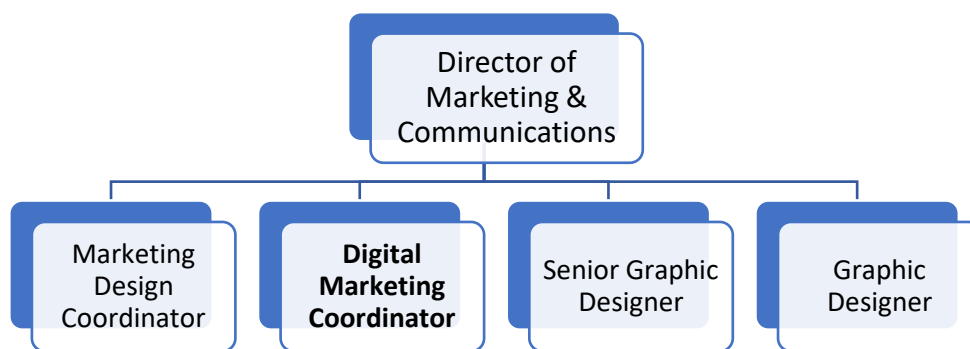 Director of
Marketing &
Communications
Marketing
Design
Coordinator
Digital
Marketing
Coordinator
Senior Graphic
Designer
Graphic
Designer